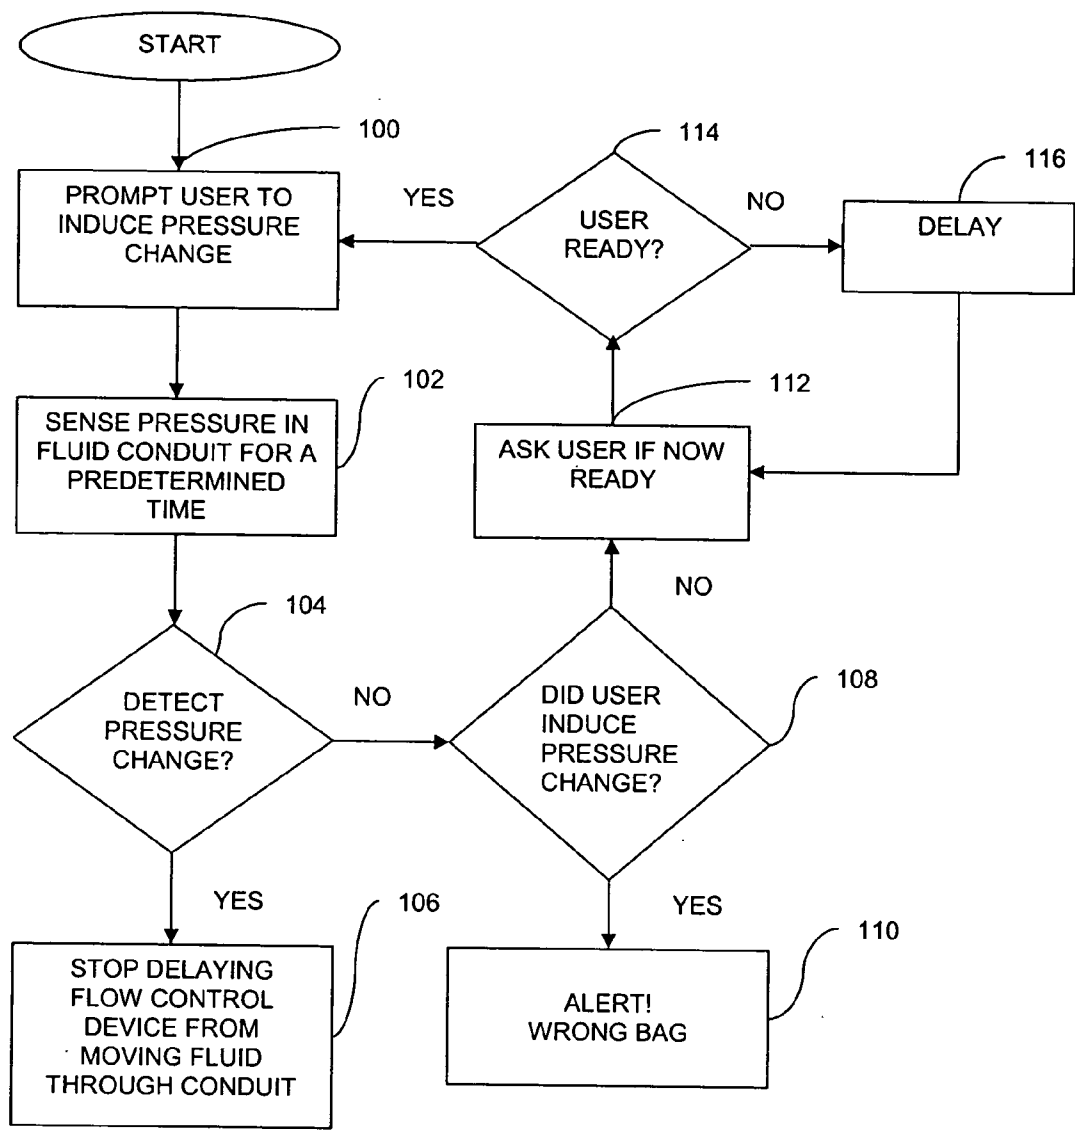 START
100
PROMPT USER TO
INDUCE PRESSURE
CHANGE
114
USER
READY?
YES
NO
116
DELAY
102
SENSE PRESSURE IN
FLUID CONDUIT FOR A
PREDETERMINED
TIME
112
ASK USER IF NOW
READY
104
DETECT
PRESSURE
CHANGE?
NO
NO
108
DID USER
INDUCE
PRESSURE
CHANGE?
YES
106
STOP DELAYING
FLOW CONTROL
DEVICE FROM
MOVING FLUID
THROUGH CONDUIT
YES
110
ALERT!
WRONG BAG